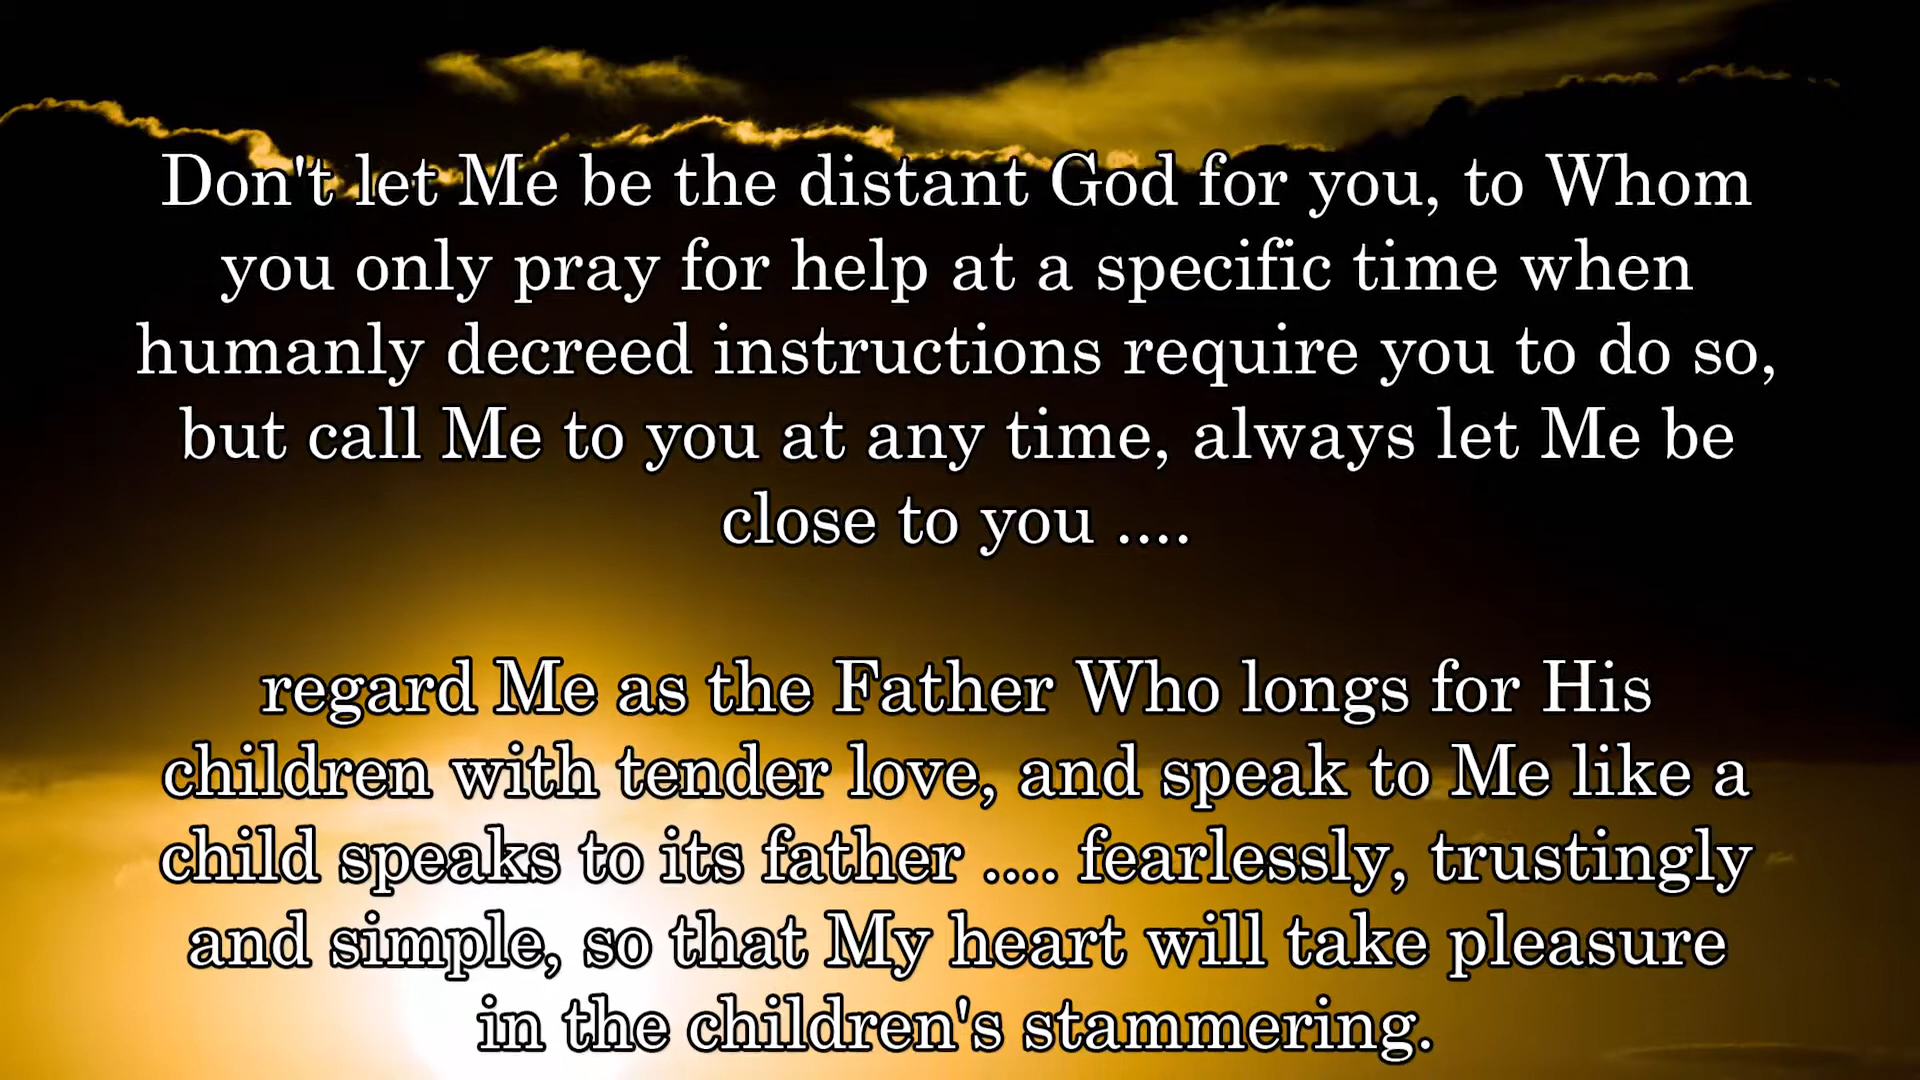 Don't let Me be the distant God for you, to Whom
you only pray for help at a specific time when
humanly decreed instructions require you to do so,
but call Me to you at any time, always let Me be
close to you ....
regard Me as the Father Who longs for His
children with tender love, and speak to Me like a
child speaks to its father .... fearlessly, trustingly
and simple, so that My heart will take pleasure
in the children's stammering.